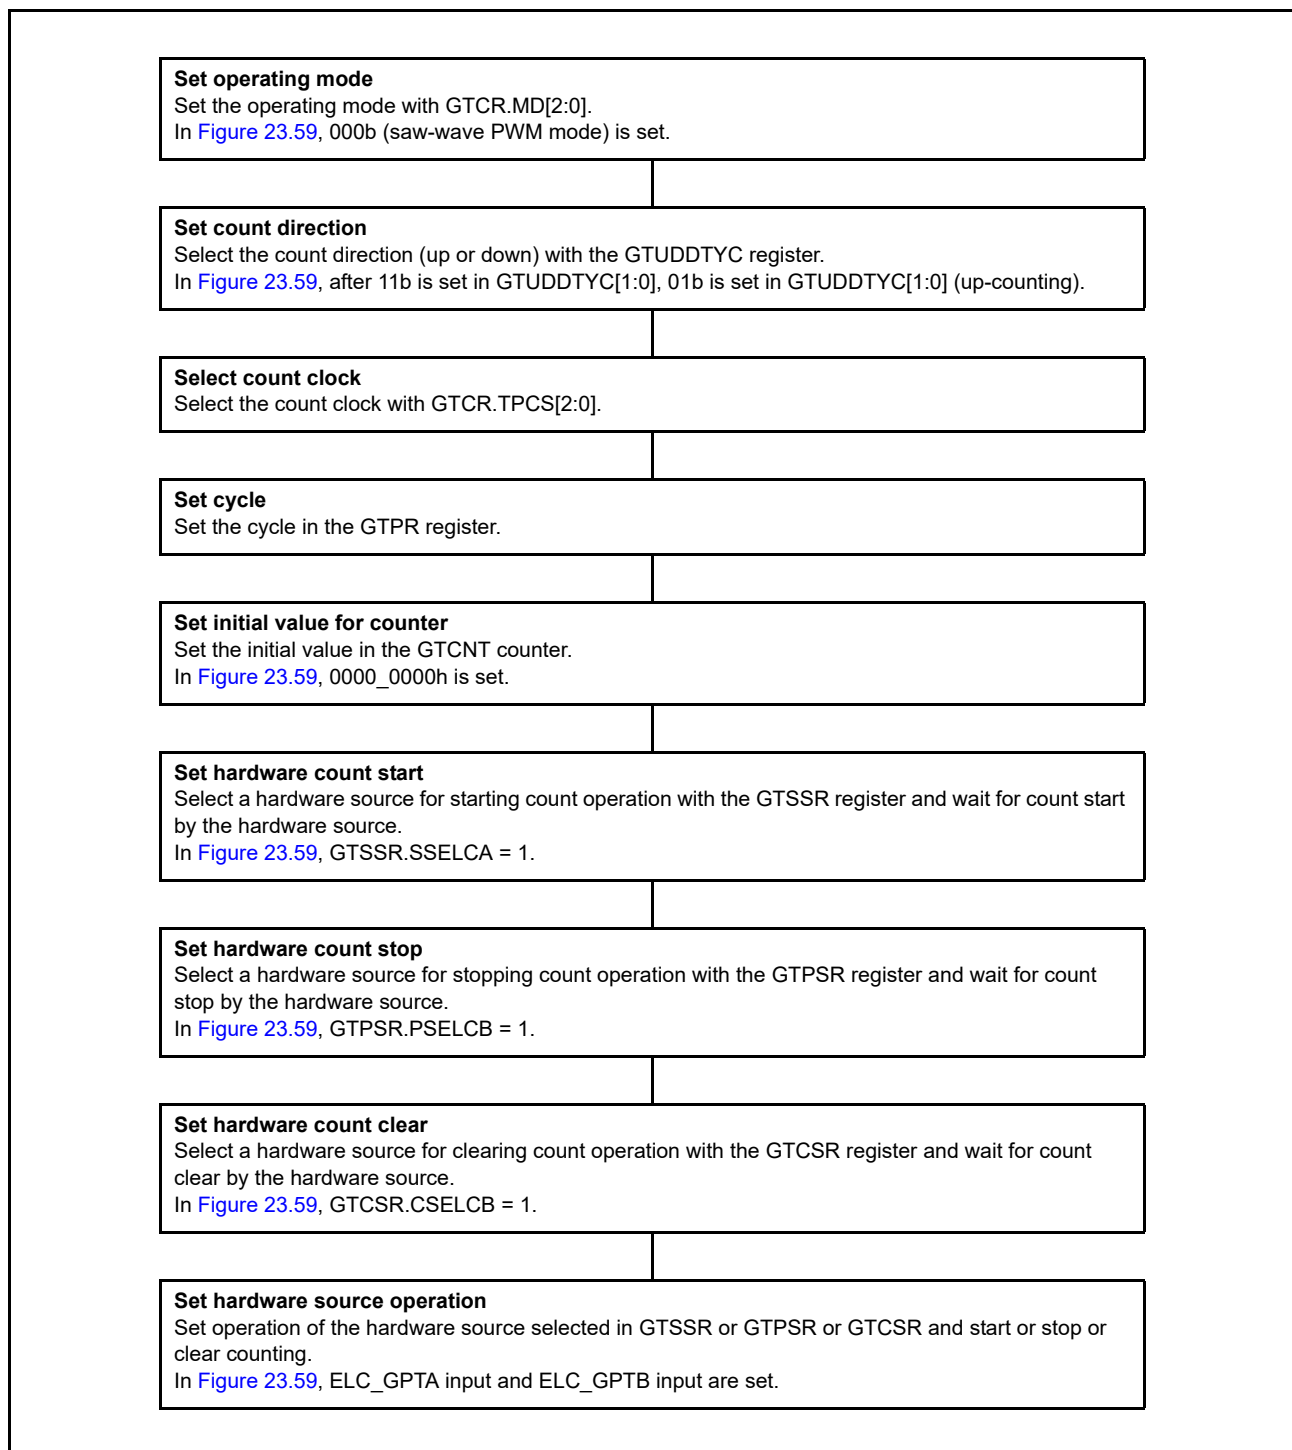 Set operating mode
Set the operating mode with GTCR.MD[2:0].
In Figure 23.59, 000b (saw-wave PWM mode) is set.
Set count direction
Select the count direction (up or down) with the GTUDDTYC register.
In Figure 23.59, after 11b is set in GTUDDTYC[1:0], 01b is set in GTUDDTYC[1:0] (up-counting).
Select count clock
Select the count clock with GTCR.TPCS[2:0].
Set cycle
Set the cycle in the GTPR register.
Set initial value for counter
Set the initial value in the GTCNT counter.
In Figure 23.59, 0000_0000h is set.
Set hardware count start
Select a hardware source for starting count operation with the GTSSR register and wait for count start
by the hardware source.
In Figure 23.59, GTSSR.SSELCA = 1.
Set hardware count stop
Select a hardware source for stopping count operation with the GTPSR register and wait for count
stop by the hardware source.
In Figure 23.59, GTPSR.PSELCB = 1.
Set hardware count clear
Select a hardware source for clearing count operation with the GTCSR register and wait for count
clear by the hardware source.
In Figure 23.59, GTCSR.CSELCB = 1.
Set hardware source operation
Set operation of the hardware source selected in GTSSR or GTPSR or GTCSR and start or stop or
clear counting.
In Figure 23.59, ELC_GPTA input and ELC_GPTB input are set.